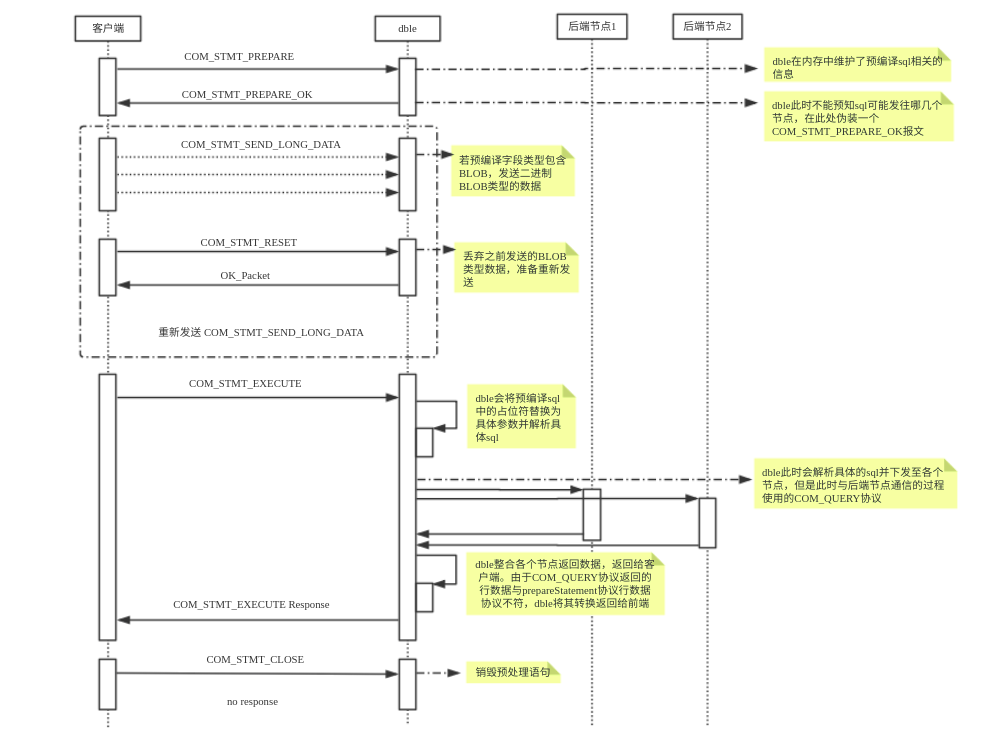 客户端
dble
后端节点1
后端节点2
COM_STMT_PREPARE
dble在内存中维护了预编译sql相关的
信息
COM_STMT_PREPARE_OK
dble此时不能预知sql可能发往哪几个
节点，在此处伪装一个
COM_STMT_PREPARE_OK报文
COM_STMT_SEND_LONG_DATA
若预编译字段类型包含
BLOB，发送二进制
BLOB类型的数据
COM_STMT_RESET
丢弃之前发送的BLOB
类型数据，准备重新发
送
OK_Packet
重新发送 COM_STMT_SEND_LONG_DATA
COM_STMT_EXECUTE
dble会将预编译sql
中的占位符替换为
具体参数并解析具
体sql
dble此时会解析具体的sql并下发至各个
节点，但是此时与后端节点通信的过程
使用的COM_QUERY协议
dble整合各个节点返回数据，返回给客
户端。由于COM_QUERY协议返回的
行数据与prepareStatement协议行数据
协议不符，dble将其转换返回给前端
COM_STMT_EXECUTE Response
COM_STMT_CLOSE
销毁预处理语句
no response